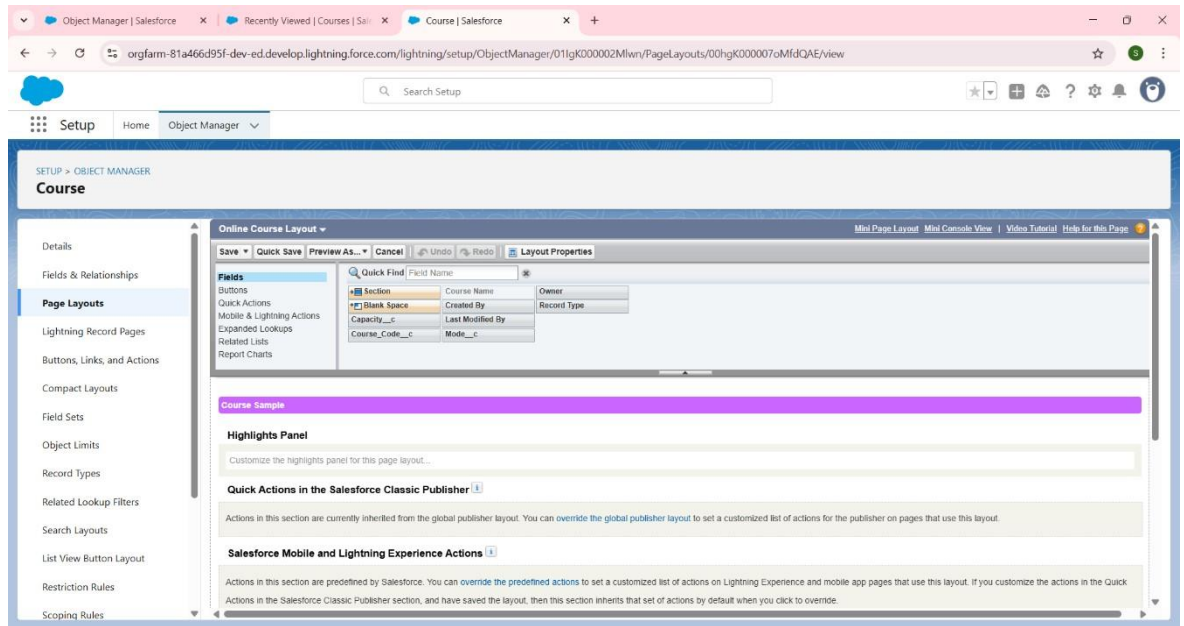 Object Manager | Salesforce
Recently Viewed | Courses | Sale
Course | Salesforce
orgfarm-81a466d95f-dev-ed.develop.lightning.force.com/lightning/setup/ObjectManager/01IgK000002Mlwn/PageLayouts/00hgK000007oMfdQAE/view
S
Search Setup
Setup Home Object Manager
SETUP > OBJECT MANAGER
Course
Details
Fields & Relationships
Page Layouts
Lightning Record Pages
Buttons, Links, and Actions
Compact Layouts
Field Sets
Object Limits
Record Types
Related Lookup Filters
Search Layouts
List View Button Layout
Restriction Rules
Scoping Rules
Online Course Layout
Mini Page Layout Mini Console View | Video Tutorial Help for this Page
Save Quick Save Preview As... Cancel Undo Redo Layout Properties
Fields
Buttons
Quick Actions
Mobile & Lightning Actions
Expanded Lookups
Related Lists
Report Charts
Quick Find Field Name
Section Course Name Owner
Blank Space Created By Record Type
Capacity__c Last Modified By
Course_Code__c Mode__c
Course Sample
Highlights Panel
Customize the highlights panel for this page layout...
Quick Actions in the Salesforce Classic Publisher
Actions in this section are currently inherited from the global publisher layout. You can override the global publisher layout to set a customized list of actions for the publisher on pages that use this layout.
Salesforce Mobile and Lightning Experience Actions
Actions in this section are predefined by Salesforce. You can override the predefined actions to set a customized list of actions on Lightning Experience and mobile app pages that use this layout. If you customize the actions in the Quick
Actions in the Salesforce Classic Publisher section, and have saved the layout, then this section inherits that set of actions by default when you click to override.